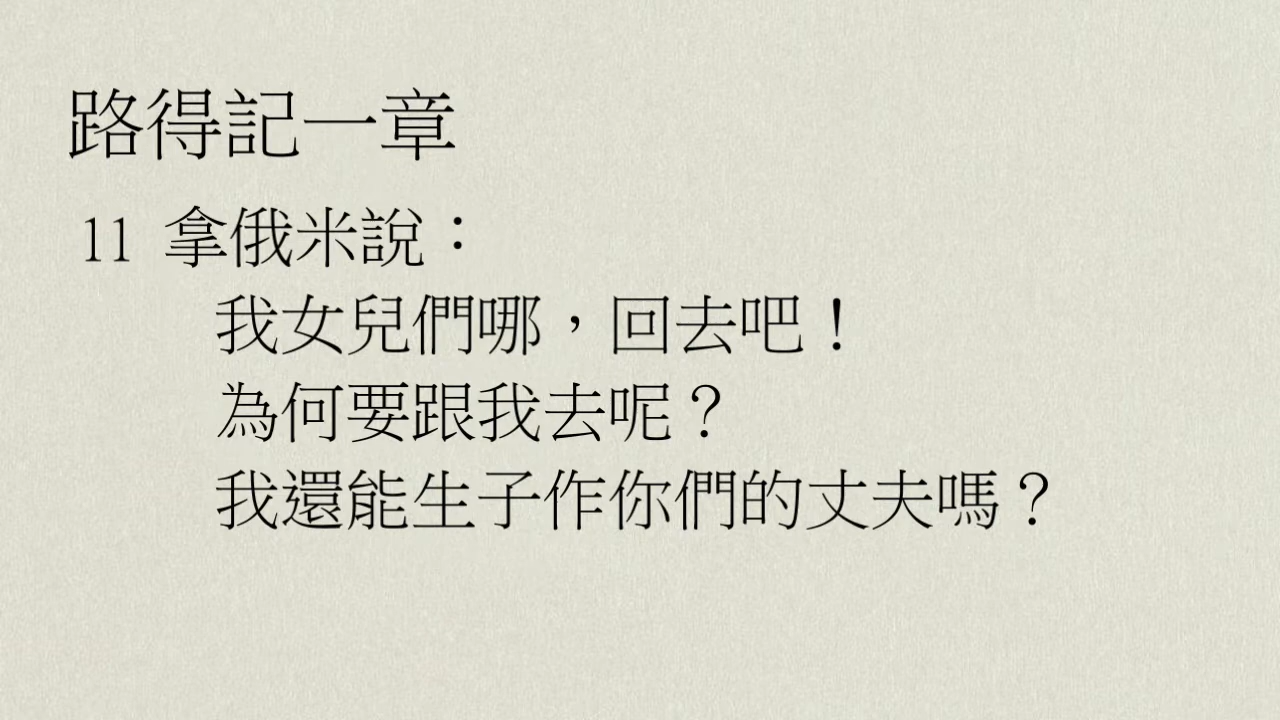 路得記一章
11 拿俄米說：
我女兒們哪，回去吧！
為何要跟我去呢？
我還能生子作你們的丈夫嗎？